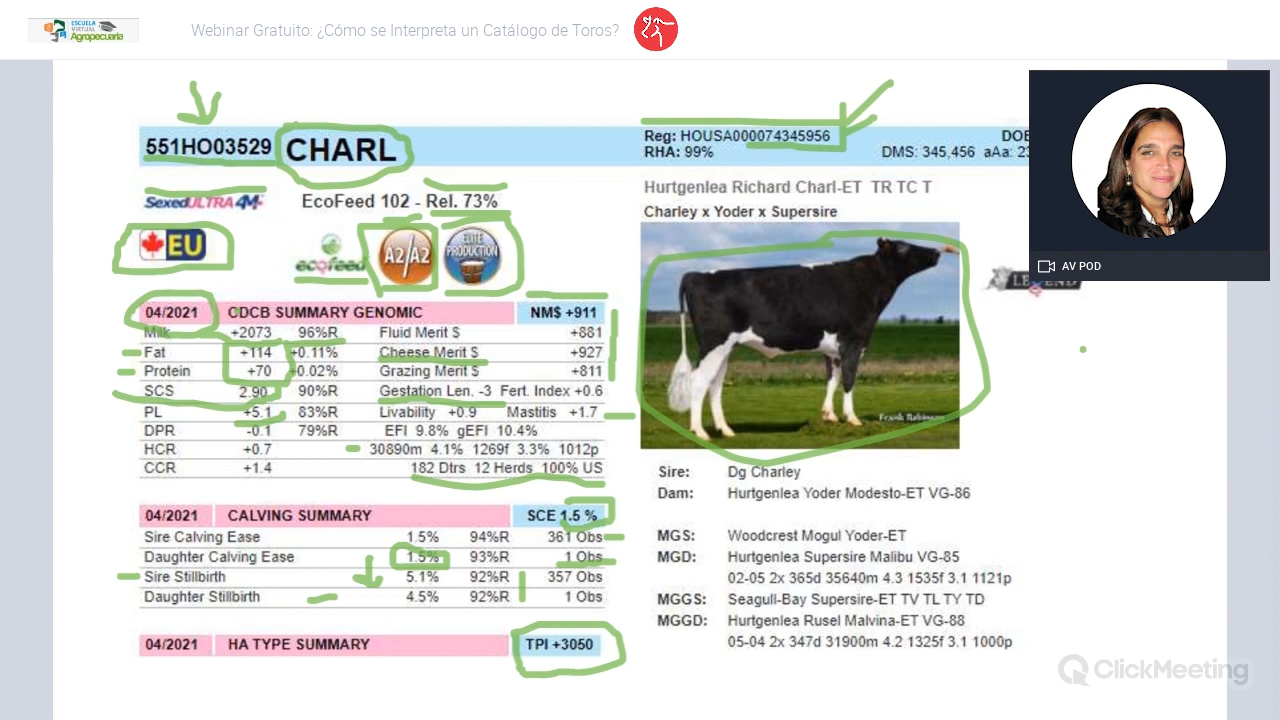 ESCUELA
VIRTUAL
Agropecuaria
Webinar Gratuito: ¿Cómo se Interpreta un Catálogo de Toros?
551HO03529 CHARL
Reg: HOUSA000074345956 DOB
RHA: 99% DMS: 345,456 aAa: 23
SexedULTRA 4M
EcoFeed 102 - Rel. 73%
Hurtgenlea Richard Charl-ET TR TC T
Charley x Yoder x Supersire
EU
ecofeed
A2/A2
ELITE
PRODUCTION
AV POD
LEGEND
04/2021 CDCB SUMMARY GENOMIC NM$ +911
Milk +2073 96%R Fluid Merit $ +881
Fat +114 +0.11% Cheese Merit $ +927
Protein +70 +0.02% Grazing Merit $ +811
SCS 2.90 90%R Gestation Len. -3 Fert. Index +0.6
PL +5.1 83%R Livability +0.9 Mastitis +1.7
DPR -0.1 79%R EFI 9.8% gEFI 10.4%
HCR +0.7 30890m 4.1% 1269f 3.3% 1012p
CCR +1.4 182 Dtrs 12 Herds 100% US
Frank Robinson
04/2021 CALVING SUMMARY SCE 1.5 %
Sire Calving Ease 1.5% 94%R 361 Obs
Daughter Calving Ease 1.5% 93%R 1 Obs
Sire Stillbirth 5.1% 92%R 357 Obs
Daughter Stillbirth 4.5% 92%R 1 Obs
04/2021 HA TYPE SUMMARY TPI +3050
Sire: Dg Charley
Dam: Hurtgenlea Yoder Modesto-ET VG-86
MGS: Woodcrest Mogul Yoder-ET
MGD: Hurtgenlea Supersire Malibu VG-85
02-05 2x 365d 35640m 4.3 1535f 3.1 1121p
MGGS: Seagull-Bay Supersire-ET TV TL TY TD
MGGD: Hurtgenlea Rusel Malvina-ET VG-88
05-04 2x 347d 31900m 4.2 1325f 3.1 1000p
ClickMeeting